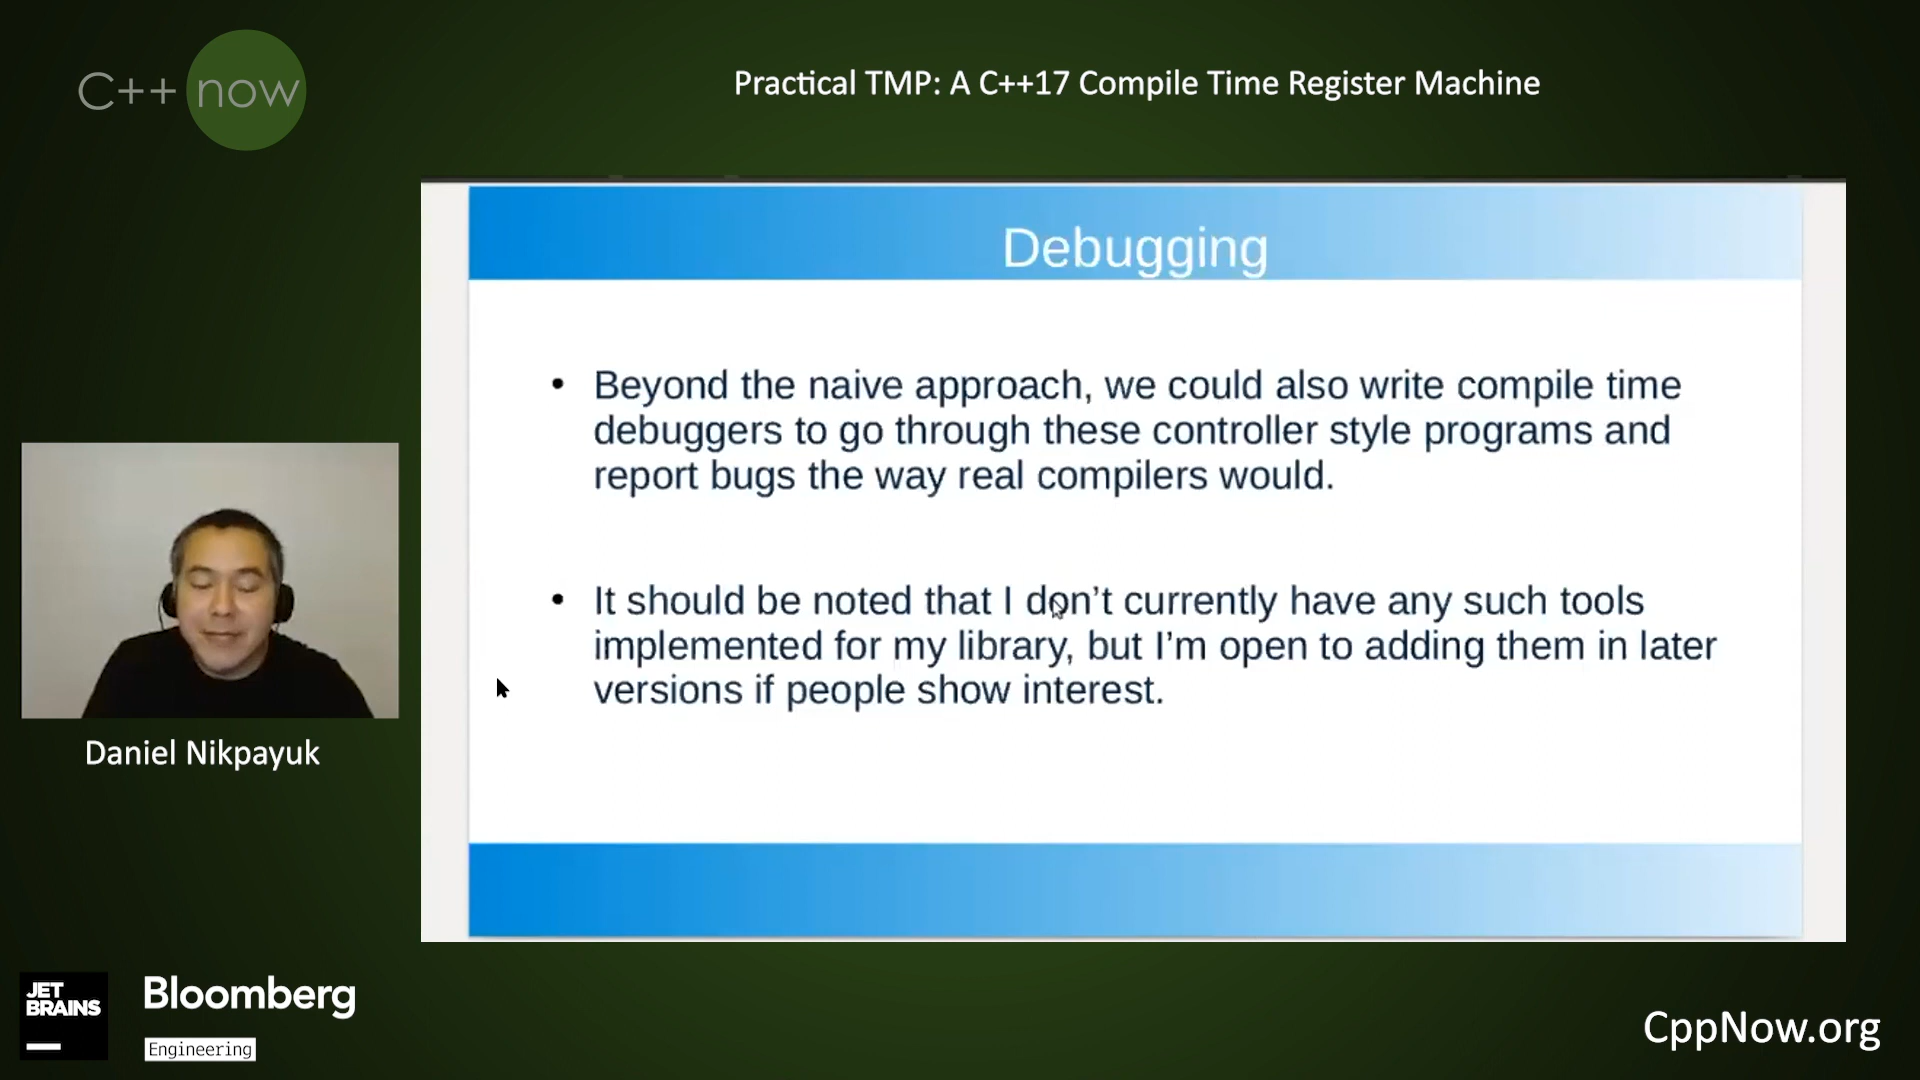 C++ now
Practical TMP: A C++17 Compile Time Register Machine
Debugging
• Beyond the naive approach, we could also write compile time
debuggers to go through these controller style programs and
report bugs the way real compilers would.
• It should be noted that I don’t currently have any such tools
implemented for my library, but I’m open to adding them in later
versions if people show interest.
Daniel Nikpayuk
JET
BRAINS
Bloomberg
Engineering
CppNow.org